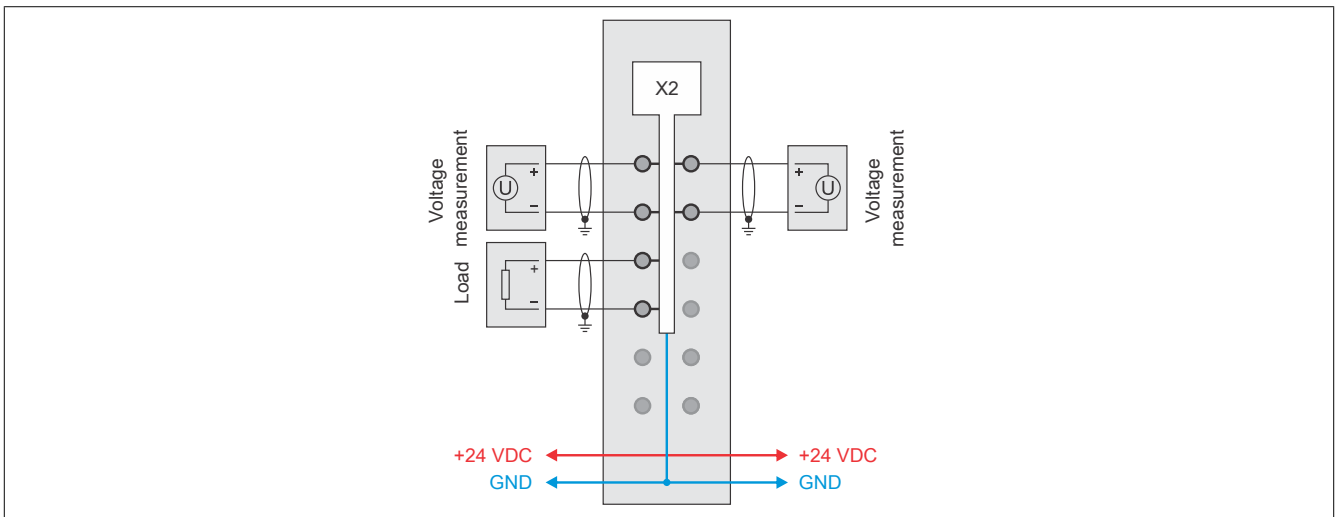 X2
Voltage
measurement
+
U
−
Voltage
measurement
+
U
−
Load
+
−
+24 VDC
+24 VDC
GND
GND